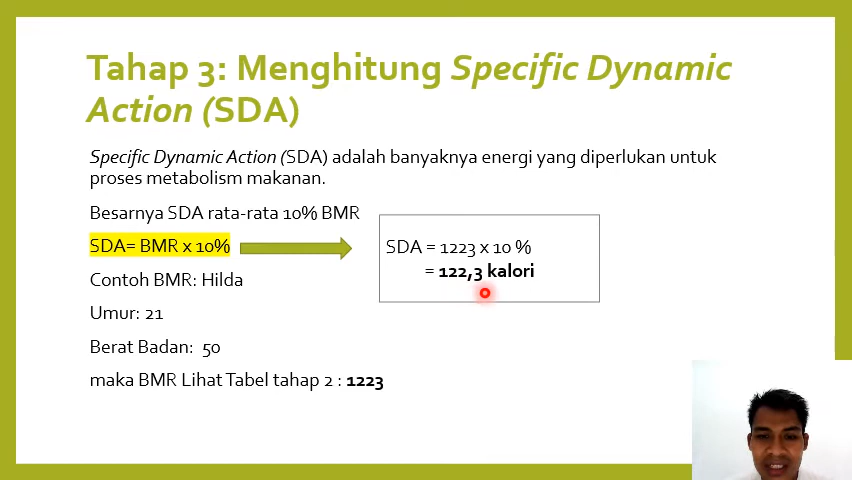 Tahap 3: Menghitung Specific Dynamic
Action (SDA)
Specific Dynamic Action (SDA) adalah banyaknya energi yang diperlukan untuk
proses metabolism makanan.
Besarnya SDA rata-rata 10% BMR
SDA= BMR x 10%
SDA = 1223 x 10 %
= 122,3 kalori
Contoh BMR: Hilda
Umur: 21
Berat Badan: 50
maka BMR Lihat Tabel tahap 2 : 1223